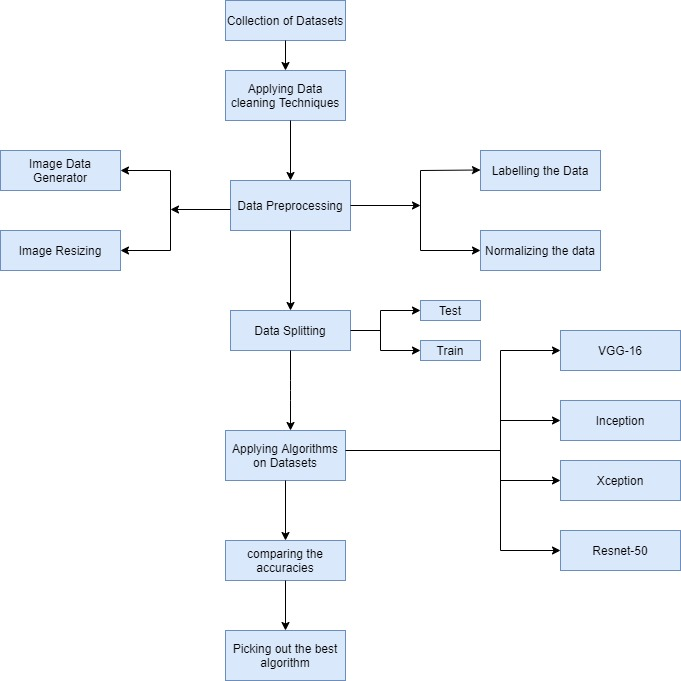 Collection of Datasets
Applying Data
cleaning Techniques
Image Data
Generator
Labelling the Data
Data Preprocessing
Image Resizing
Normalizing the data
Test
Data Splitting
Train
VGG-16
Inception
Applying Algorithms
on Datasets
Xception
Resnet-50
comparing the
accuracies
Picking out the best
algorithm